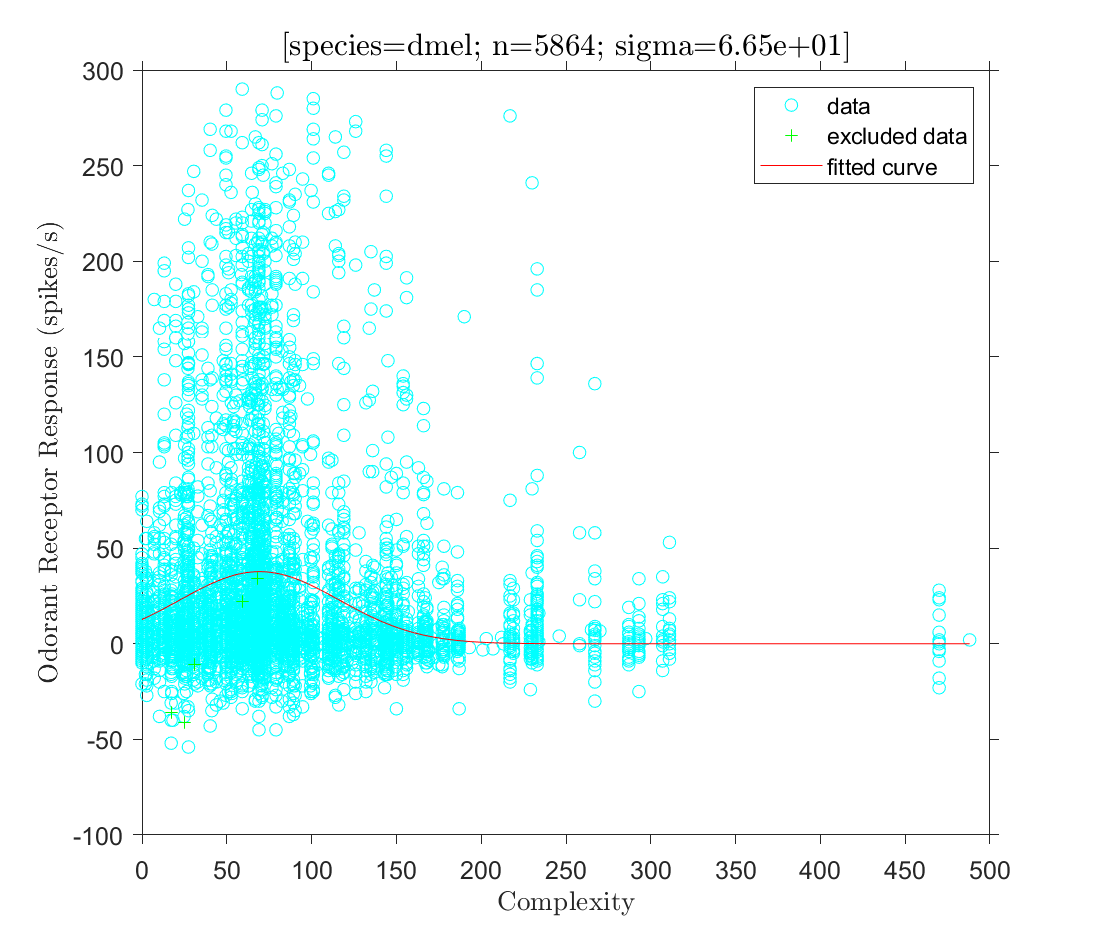 [species=dmel; n=5864; sigma=6.65e+01]
300
250
200
150
100
50
0
-50
-100
Odorant Receptor Response (spikes/s)
data
excluded data
fitted curve
0 50 100 150 200 250 300 350 400 450 500
Complexity